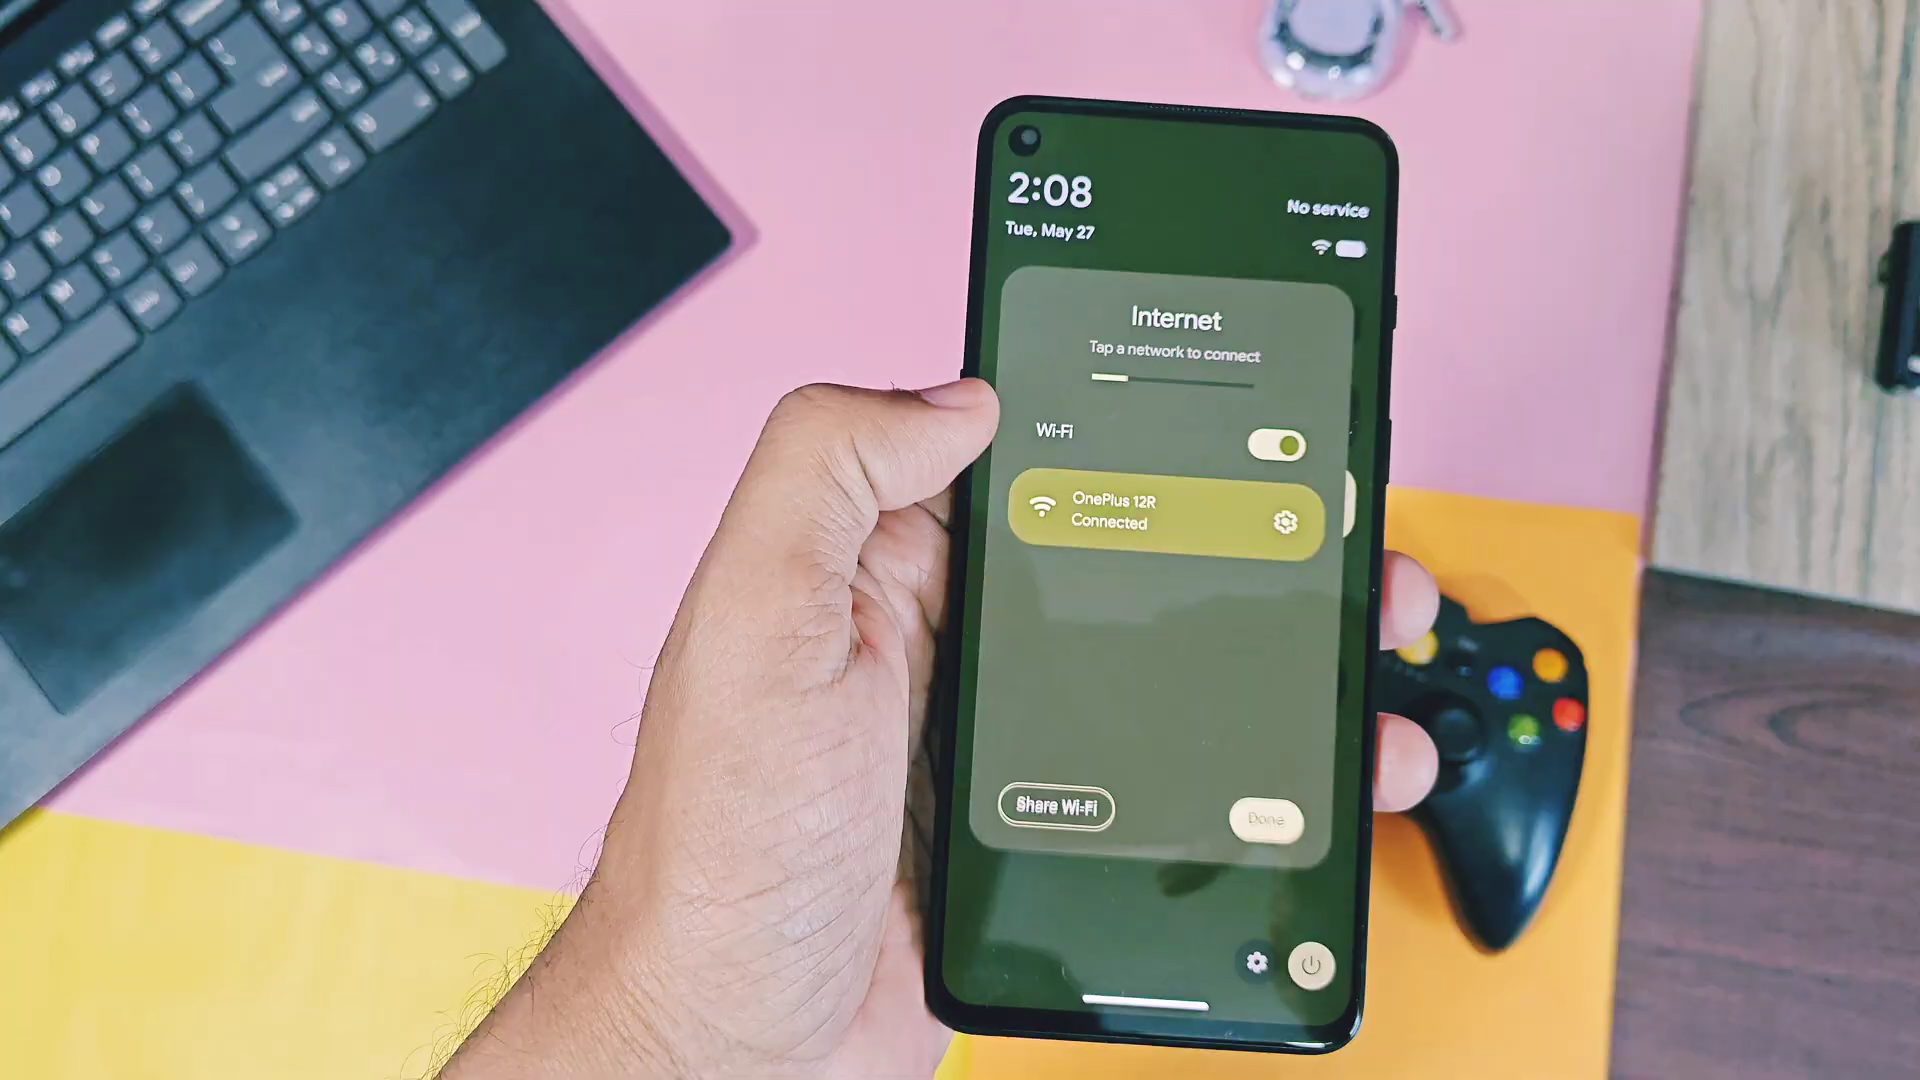 2:08
No service
Tue, May 27
Internet
Tap a network to connect
Wi-Fi
OnePlus 12R
Connected
Share Wi-Fi
Done